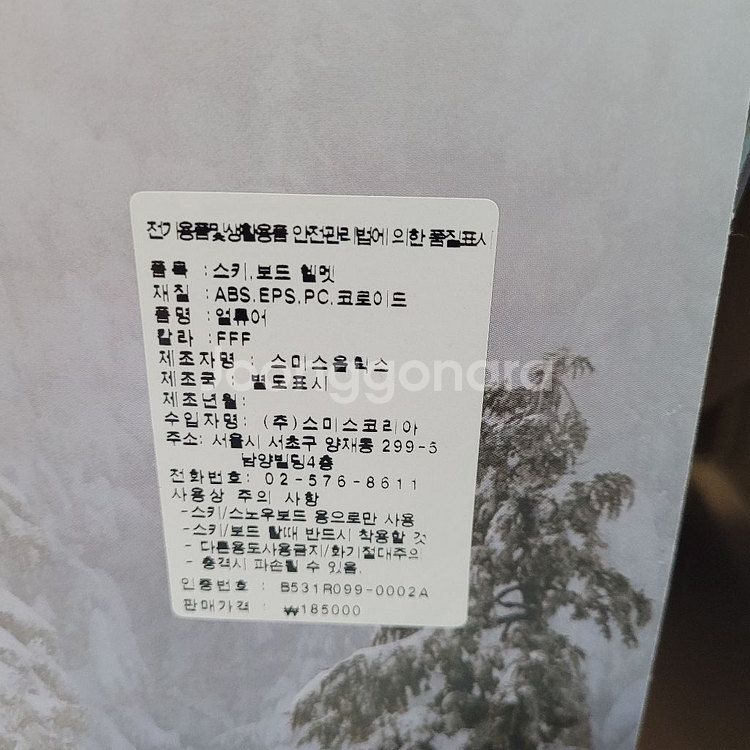 전기용품및생활용품 안전관리법에 의한 품질표시
품목 : 스키,보드 헬멧
재질 : ABS,EPS,PC,코로이드
품명 : 얼루어
칼라 : FFF
제조자명 : 스미스옵틱스
제조국 : 별도표시
제조년월:
수입자명: (주)스미스코리아
주소: 서울시 서초구 양재동 299-5
남양빌딩4층
전화번호: 02-576-8611
사용상 주의 사항
-스키/스노우보드 용으로만 사용
-스키/보드 탈때 반드시 착용할 것
- 다른용도사용금지/화기절대주의
- 충격시 파손될 수 있음.
인증번호 : B531R099-0002A
판매가격 : ₩185000
joonggonara